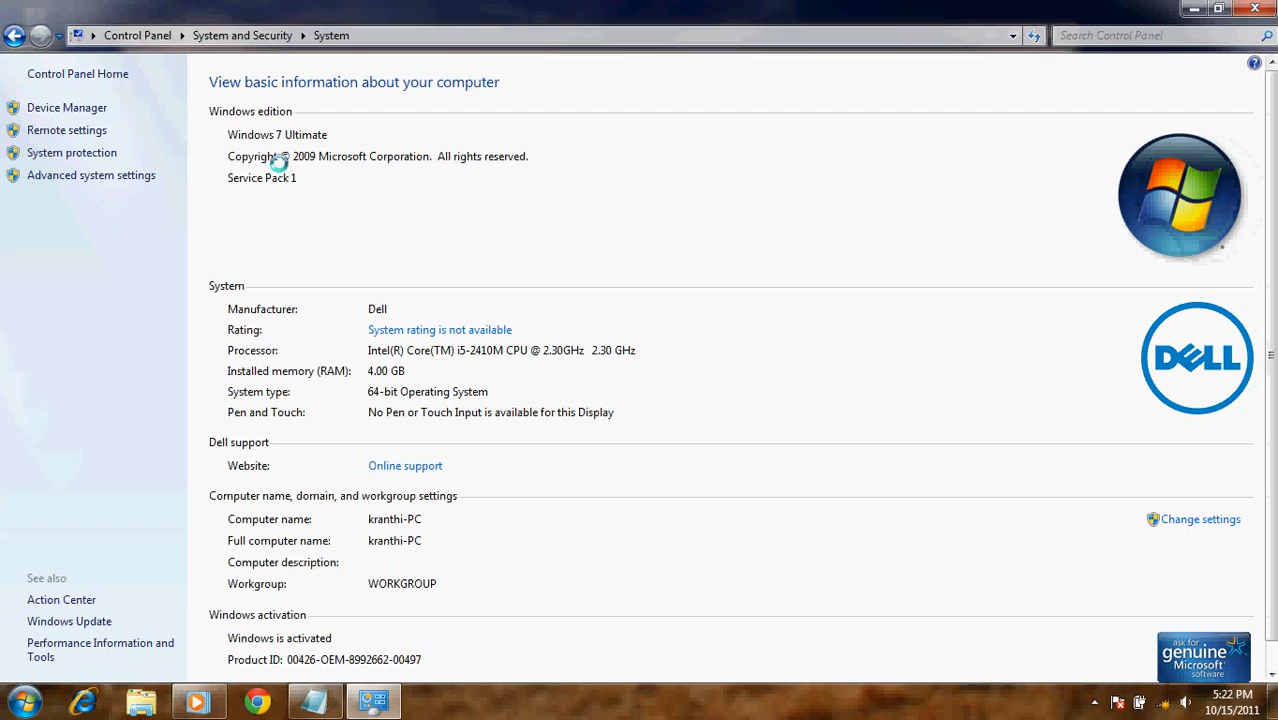 Control Panel System and Security System Search Control Panel
Control Panel Home
Device Manager
Remote settings
System protection
Advanced system settings
View basic information about your computer
Windows edition
Windows 7 Ultimate
Copyright © 2009 Microsoft Corporation. All rights reserved.
Service Pack 1
System
Manufacturer: Dell
Rating: System rating is not available
Processor: Intel(R) Core(TM) i5-2410M CPU @ 2.30GHz 2.30 GHz
Installed memory (RAM): 4.00 GB
System type: 64-bit Operating System
Pen and Touch: No Pen or Touch Input is available for this Display
DELL
Dell support
Website: Online support
Computer name, domain, and workgroup settings
Computer name: kranthi-PC
Change settings
Full computer name: kranthi-PC
Computer description:
Workgroup: WORKGROUP
See also
Action Center
Windows Update
Performance Information and
Tools
Windows activation
Windows is activated
Product ID: 00426-OEM-8992662-00497
ask for
genuine
Microsoft
software
5:22 PM
10/15/2011